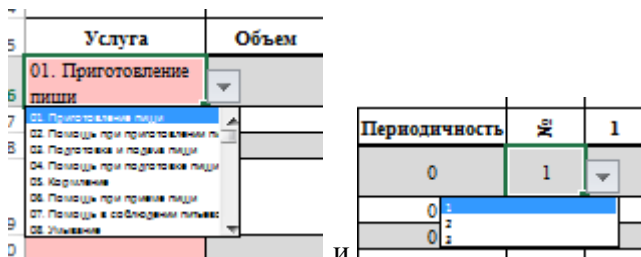 5 Услуга Объем
01. Приготовление
6 пищи
7 01. Приготовление пищи
8 02. Помощь при приготовлении п
03. Подготовка и подача пищи
04. Помощь при подготовке пищи
05. Кормление
06. Помощь при приеме пищи
9 07. Помощь в соблюдении питьево
08. Умывание
0
и
Периодичность № 1
0 1
0 1
2
0 3